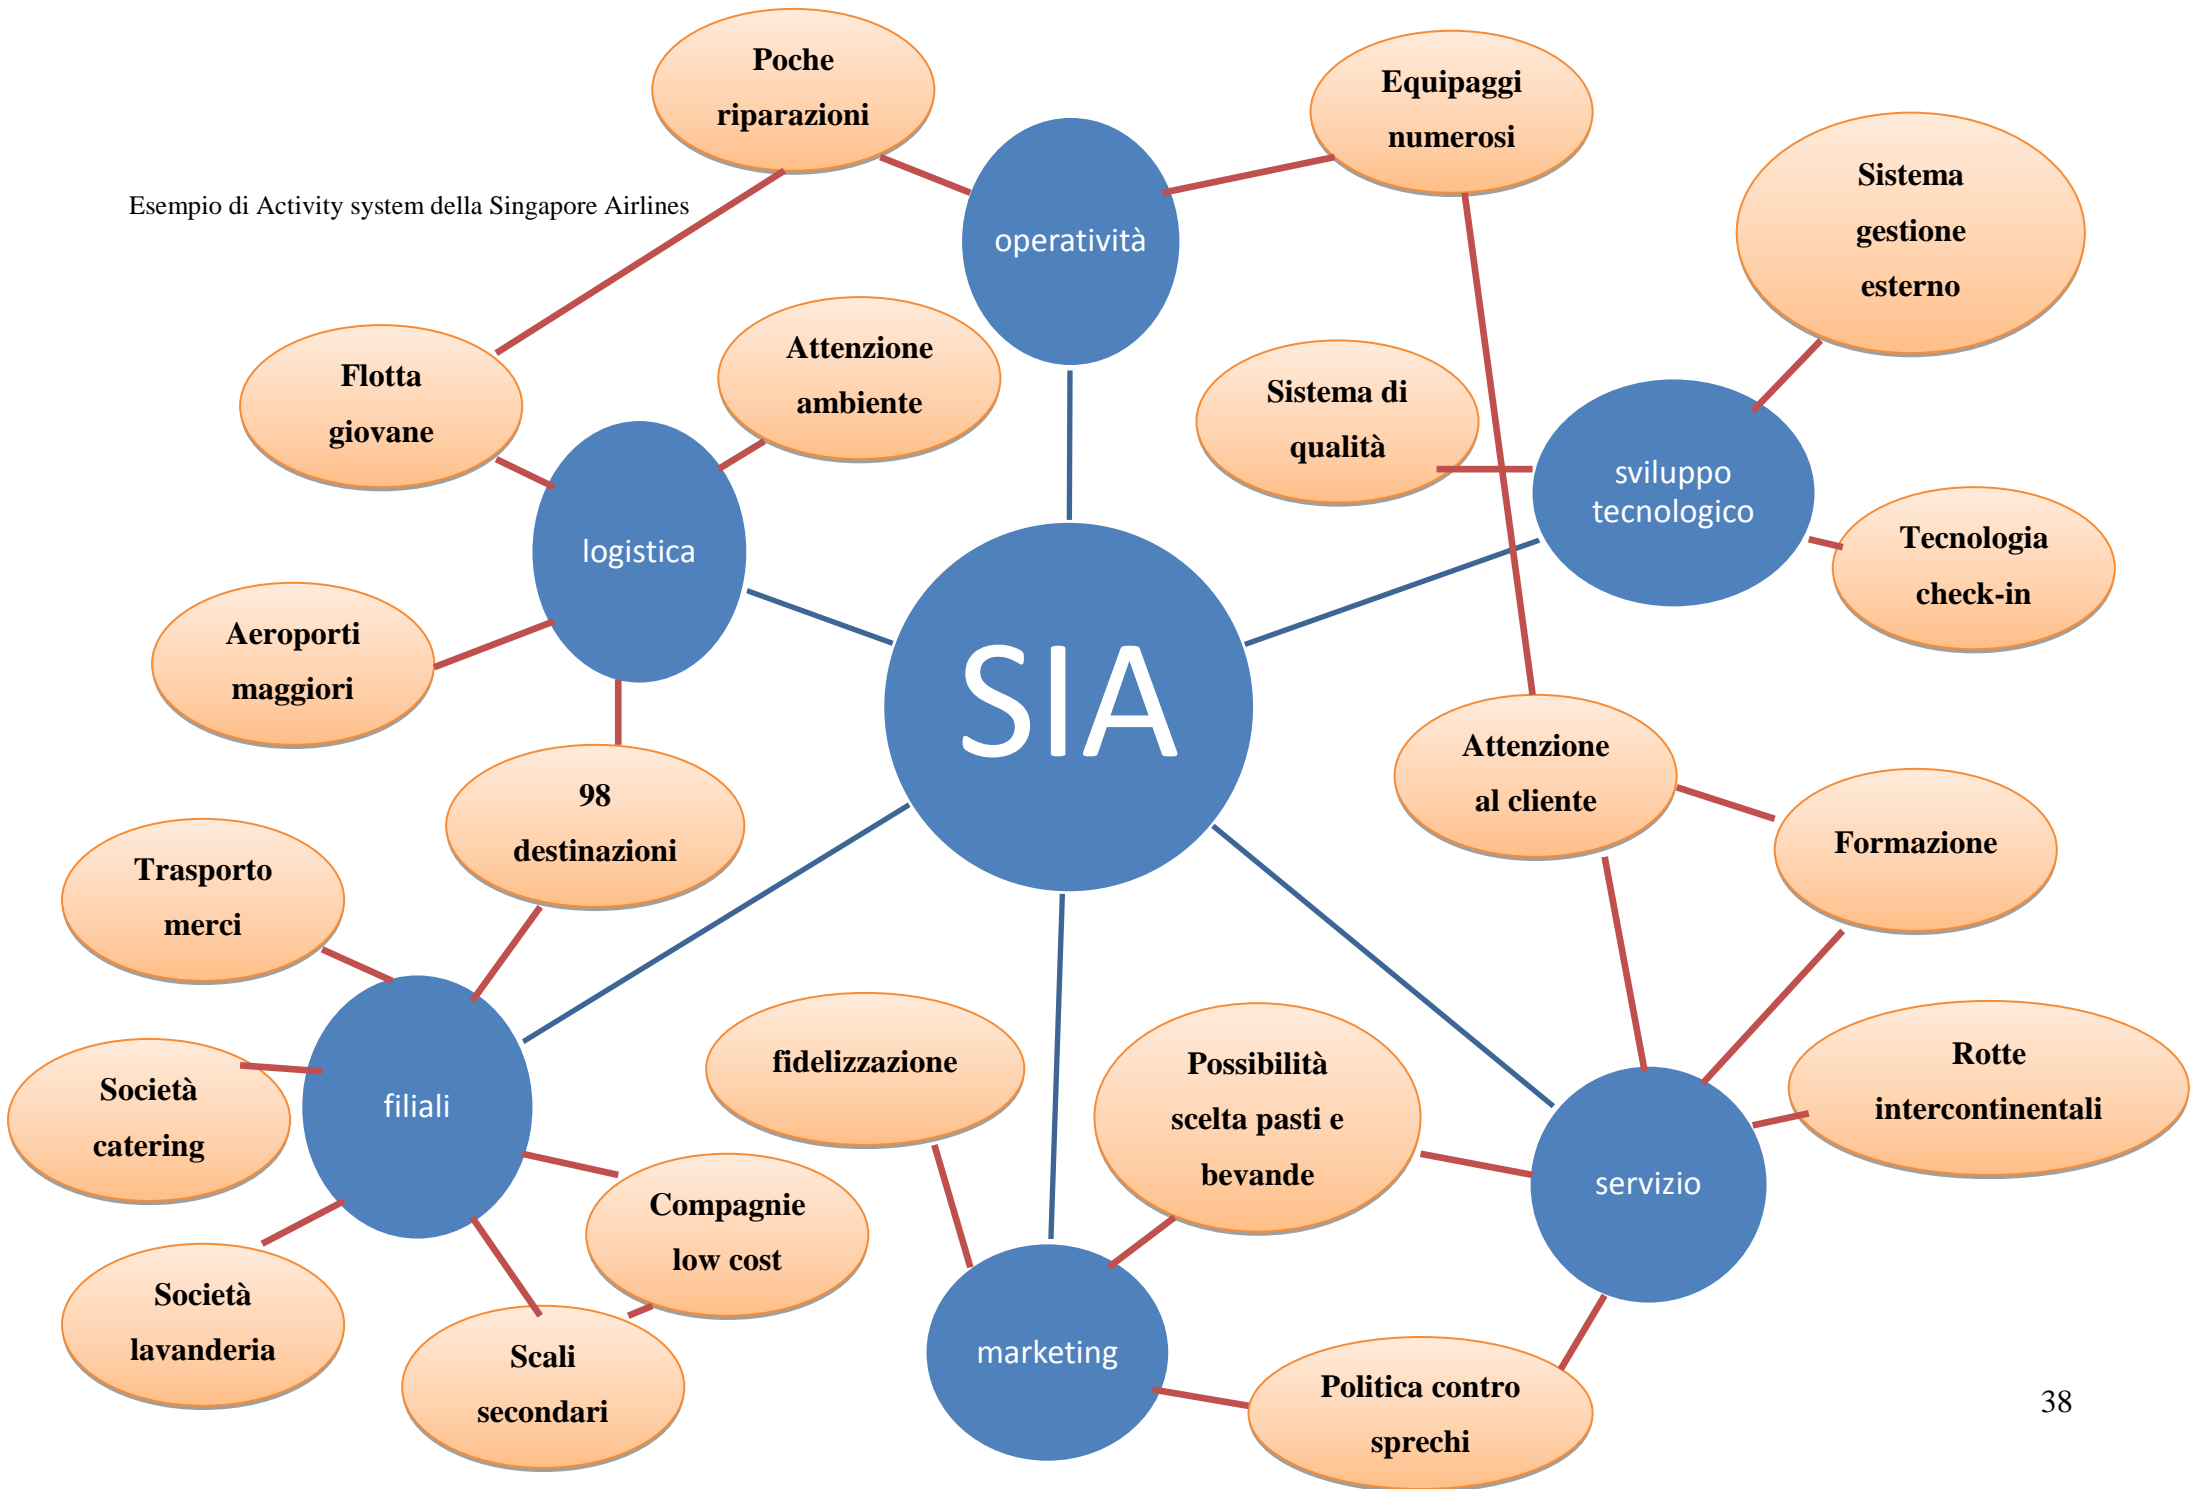 Poche
riparazioni
Equipaggi
numerosi
Sistema
gestione
esterno
Esempio di Activity system della Singapore Airlines
operatività
Flotta
giovane
Attenzione
ambiente
Sistema di
qualità
sviluppo
tecnologico
logistica
Tecnologia
check-in
Aeroporti
maggiori
SIA
Attenzione
al cliente
98
destinazioni
Formazione
Trasporto
merci
fidelizzazione
Possibilità
scelta pasti e
bevande
Rotte
intercontinentali
Società
catering
filiali
servizio
Compagnie
low cost
Società
lavanderia
Scali
secondari
marketing
Politica contro
sprechi
38